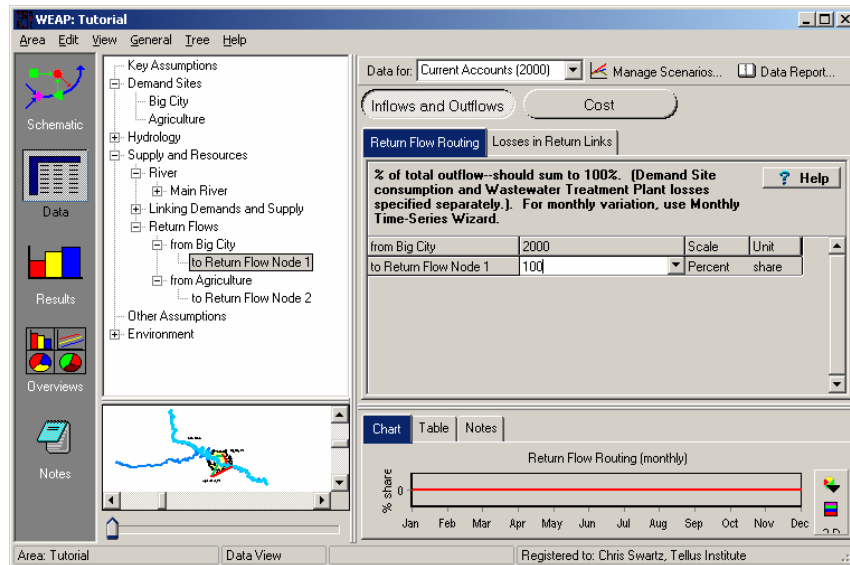 WEAP: Tutorial
Area Edit View General Tree Help
Schematic
Data
Results
Overviews
Notes
Key Assumptions
Demand Sites
Big City
Agriculture
Hydrology
Supply and Resources
River
Main River
Linking Demands and Supply
Return Flows
from Big City
to Return Flow Node 1
from Agriculture
to Return Flow Node 2
Other Assumptions
Environment
Data for: Current Accounts (2000) Manage Scenarios... Data Report...
Inflows and Outflows Cost
Return Flow Routing Losses in Return Links
% of total outflow--should sum to 100%. (Demand Site
consumption and Wastewater Treatment Plant losses
specified separately.). For monthly variation, use Monthly
Time-Series Wizard.
? Help
from Big City 2000 Scale Unit
to Return Flow Node 1 100 Percent share
Chart Table Notes
Return Flow Routing (monthly)
% share
0
Jan Feb Mar Apr May Jun Jul Aug Sep Oct Nov Dec
Area: Tutorial Data View Registered to: Chris Swartz, Tellus Institute